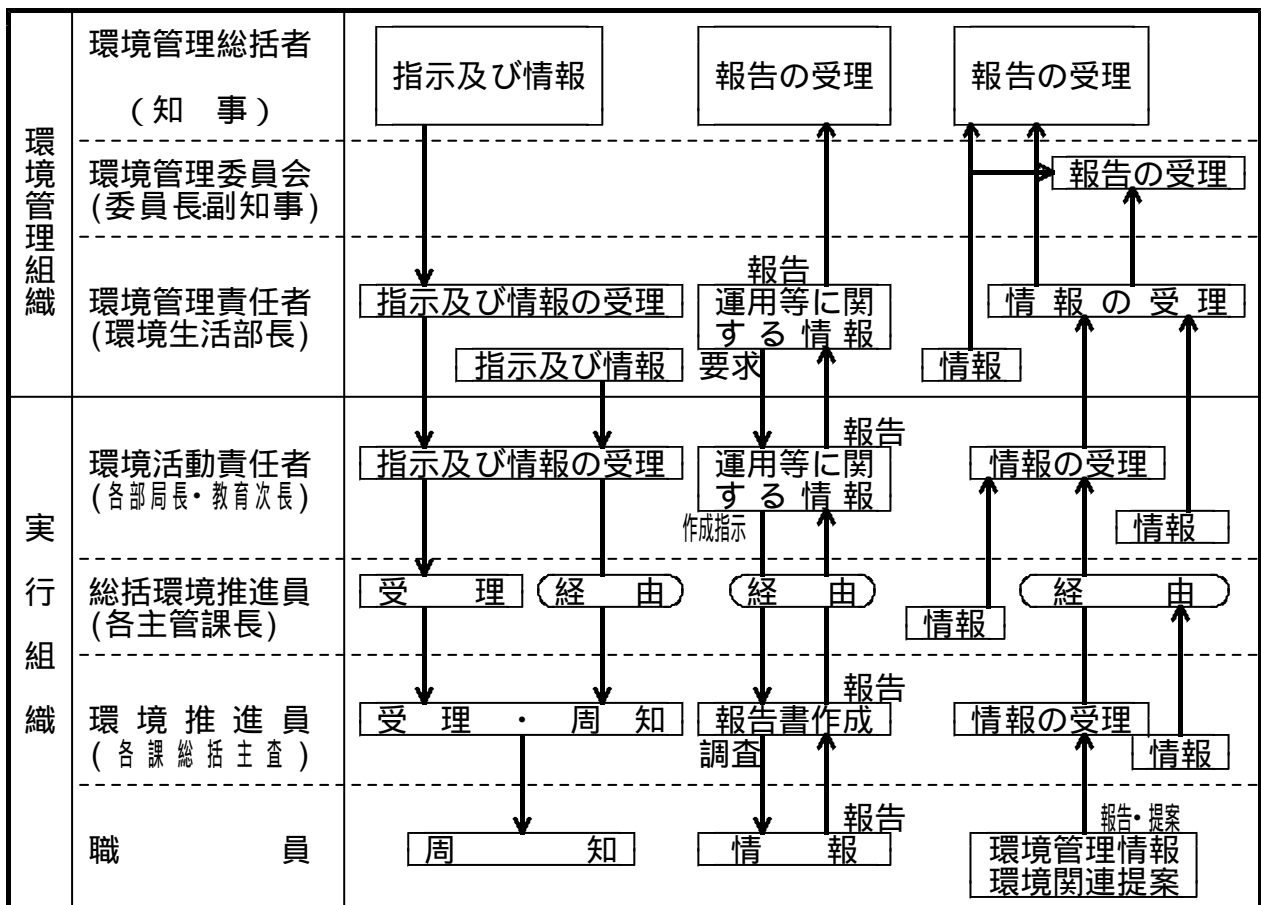 環境管理組織
環境管理総括者
(知 事)
指示及び情報
報告の受理
報告の受理
環境管理委員会
(委員長:副知事)
報告の受理
環境管理責任者
(環境生活部長)
指示及び情報の受理
報告
運用等に関
する情報
情報の受理
指示及び情報
要求
情報
実行組織
環境活動責任者
(各部局長・教育次長)
指示及び情報の受理
報告
運用等に関
する情報
情報の受理
作成指示
情報
総括環境推進員
(各主管課長)
受 理
経 由
経 由
経 由
情報
環境推進員
(各課総括主査)
受 理 ・ 周 知
報告
報告書作成
情報の受理
調査
情報
職 員
周 知
報告
情 報
報告・提案
環境管理情報
環境関連提案